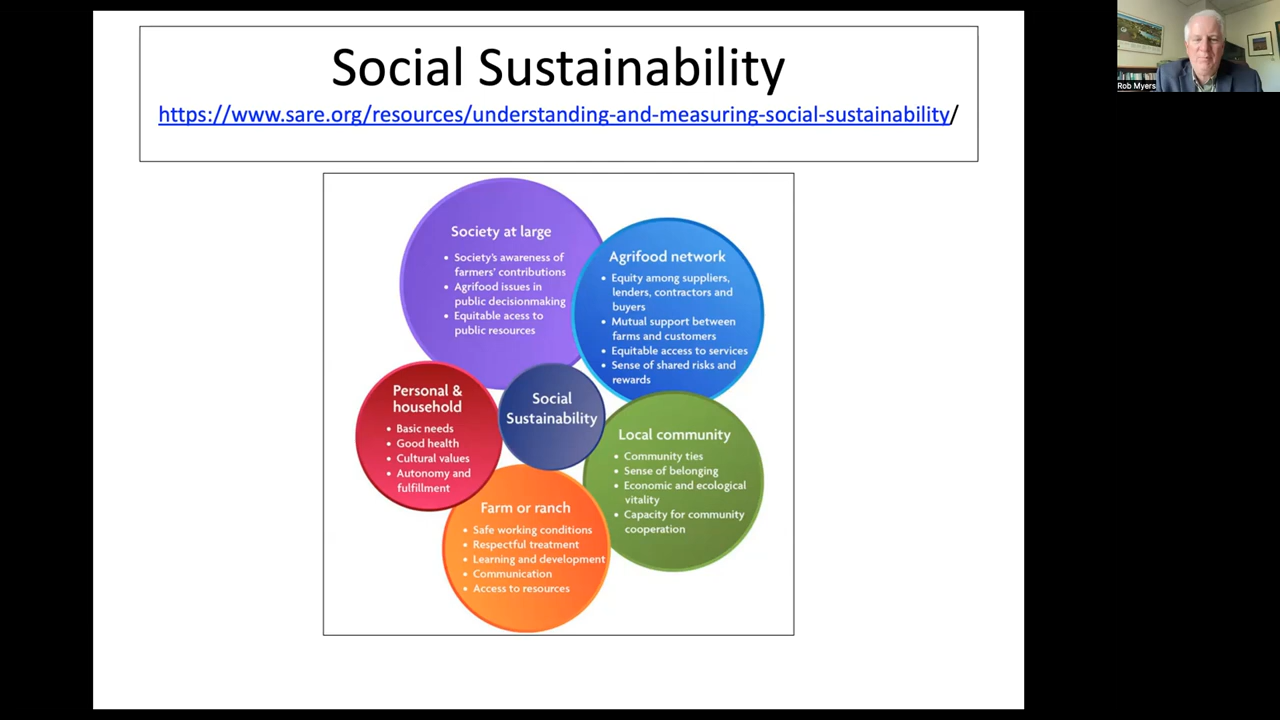 Social Sustainability
https://www.sare.org/resources/understanding-and-measuring-social-sustainability/
Rob Myers
Society at large
• Society's awareness of
farmers' contributions
• Agrifood issues in
public decisionmaking
• Equitable acess to
public resources
Agrifood network
• Equity among suppliers,
lenders, contractors and
buyers
• Mutual support between
farms and customers
• Equitable access to services
• Sense of shared risks and
rewards
Personal &
household
• Basic needs
• Good health
• Cultural values
• Autonomy and
fulfillment
Social
Sustainability
Local community
• Community ties
• Sense of belonging
• Economic and ecological
vitality
• Capacity for community
cooperation
Farm or ranch
• Safe working conditions
• Respectful treatment
• Learning and development
• Communication
• Access to resources